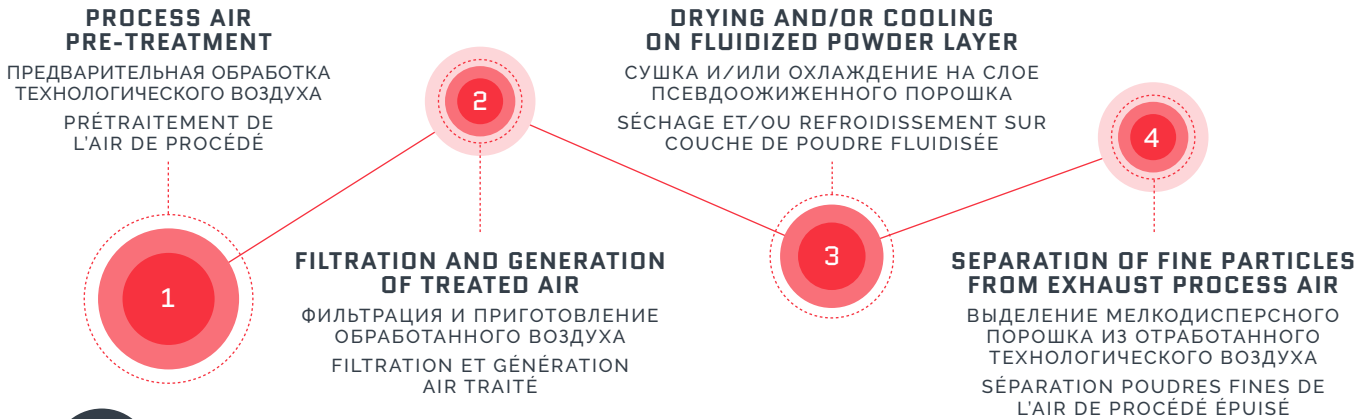 PROCESS AIR
PRE-TREATMENT
ПРЕДВАРИТЕЛЬНАЯ ОБРАБОТКА
ТЕХНОЛОГИЧЕСКОГО ВОЗДУХА
PRÉTRAITEMENT DE
L'AIR DE PROCÉDÉ
1
2
FILTRATION AND GENERATION
OF TREATED AIR
ФИЛЬТРАЦИЯ И ПРИГОТОВЛЕНИЕ
ОБРАБОТАННОГО ВОЗДУХА
FILTRATION ET GÉNÉRATION
AIR TRAITÉ
DRYING AND/OR COOLING
ON FLUIDIZED POWDER LAYER
СУШКА И/ИЛИ ОХЛАЖДЕНИЕ НА СЛОЕ
ПСЕВДООЖИЖЕННОГО ПОРОШКА
SÉCHAGE ET/OU REFROIDISSEMENT SUR
COUCHE DE POUDRE FLUIDISÉE
3
4
SEPARATION OF FINE PARTICLES
FROM EXHAUST PROCESS AIR
ВЫДЕЛЕНИЕ МЕЛКОДИСПЕРСНОГО
ПОРОШКА ИЗ ОТРАБОТАННОГО
ТЕХНОЛОГИЧЕСКОГО ВОЗДУХА
SÉPARATION POUDRES FINES DE
L'AIR DE PROCÉDÉ ÉPUISÉ